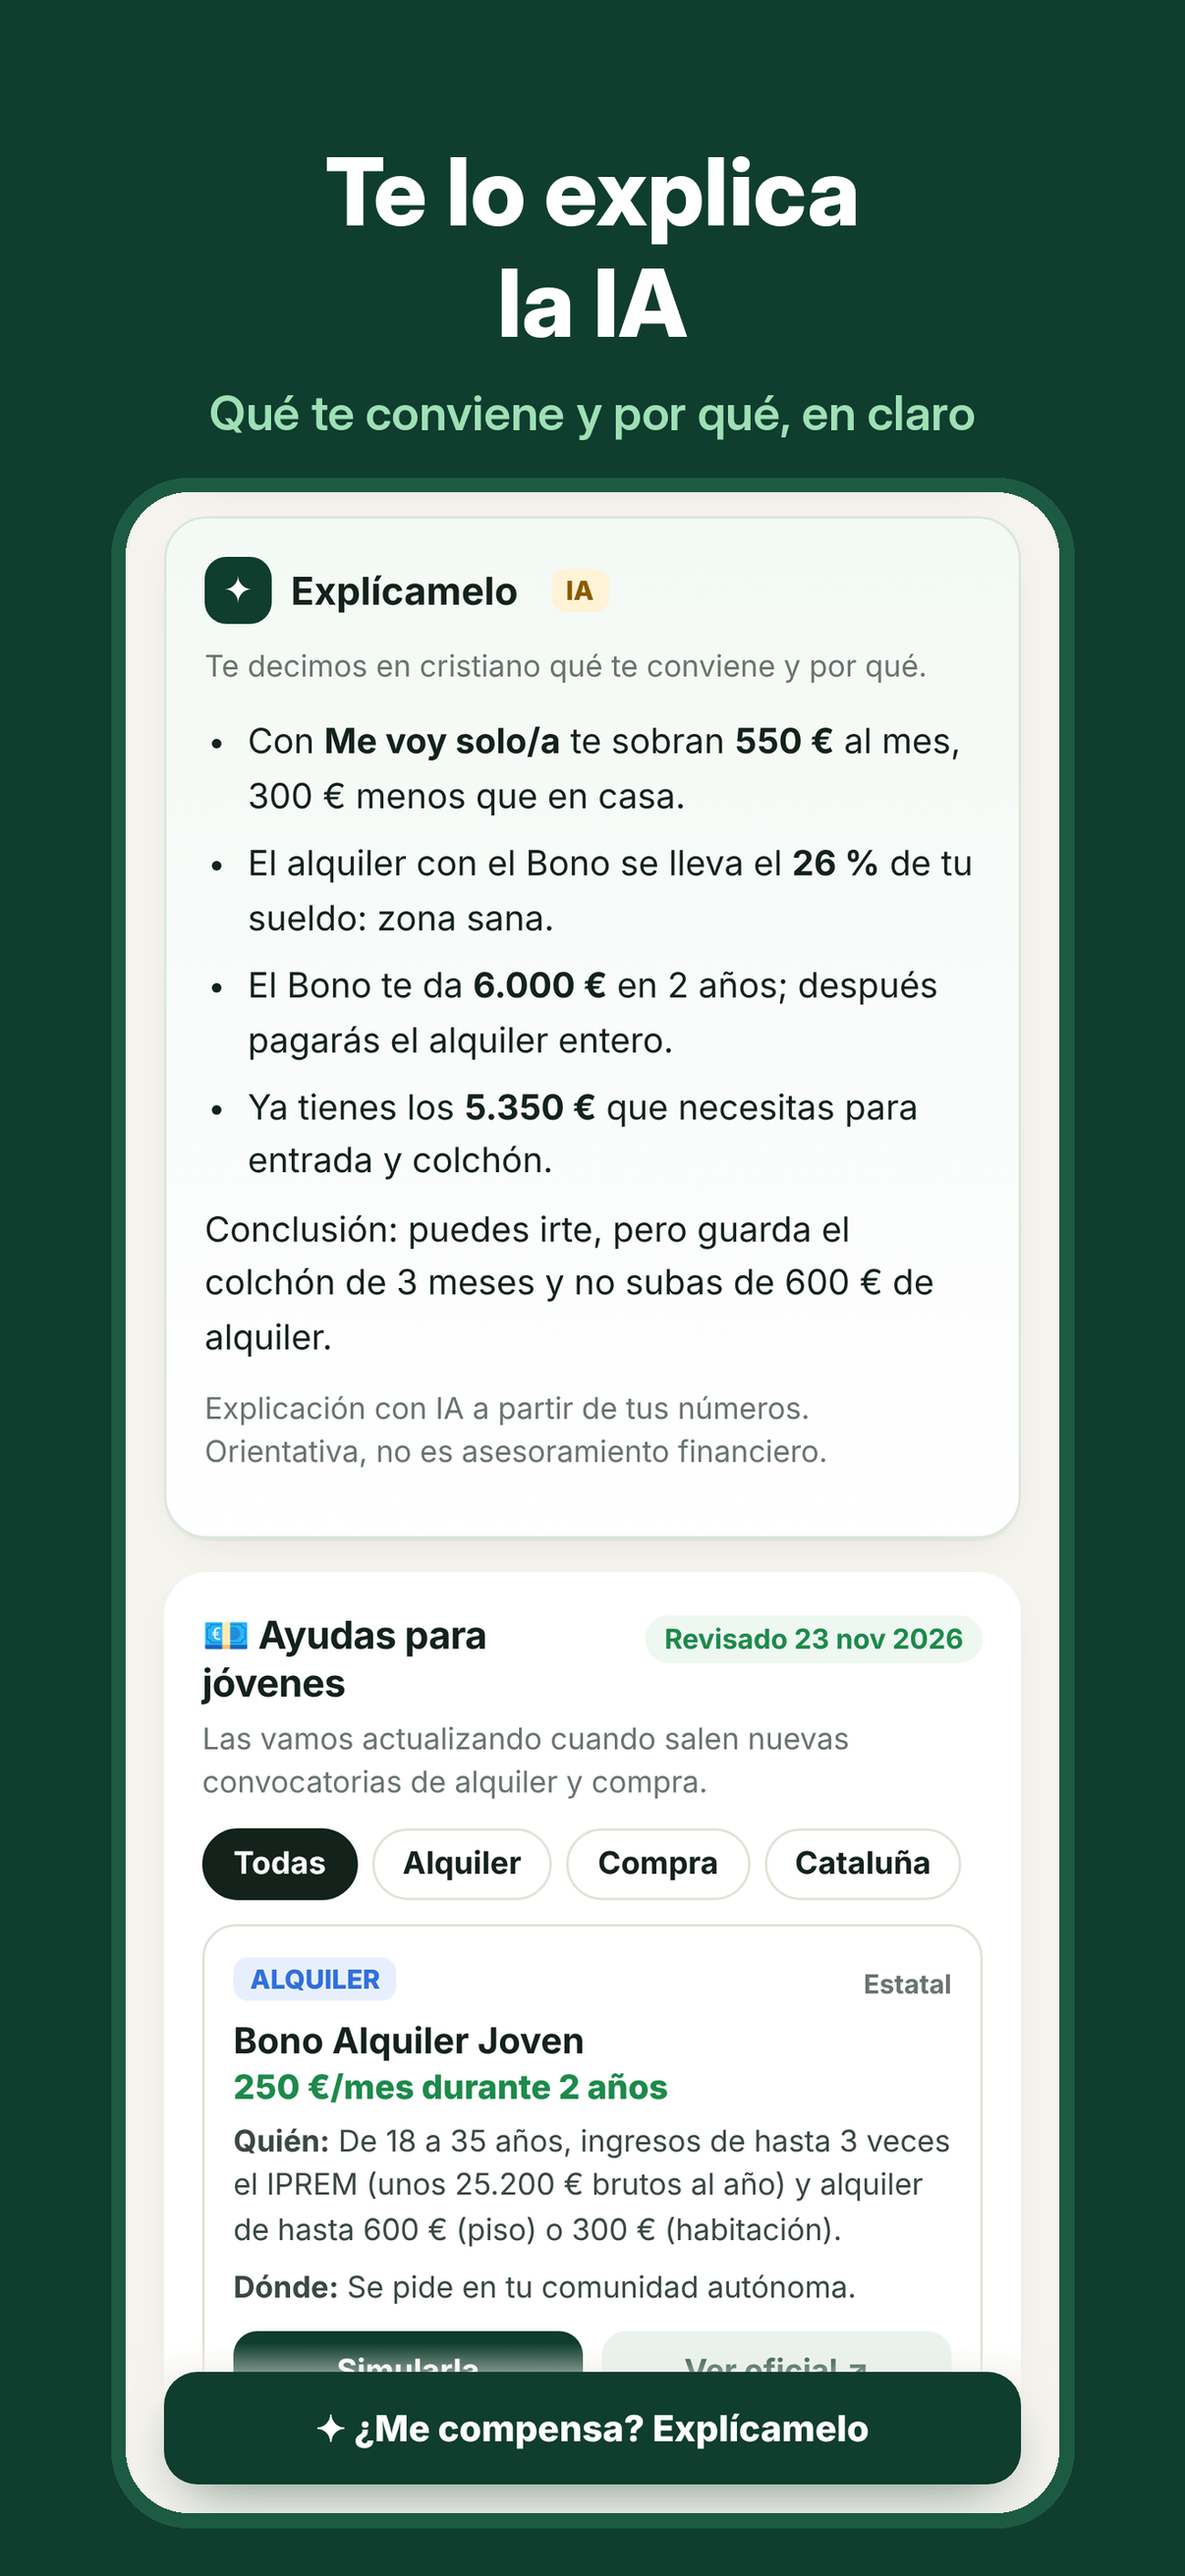 Te lo explica
la IA
Qué te conviene y por qué, en claro
✦ Explícamelo IA
Te decimos en cristiano qué te conviene y por qué.
• Con Me voy solo/a te sobran 550 € al mes,
300 € menos que en casa.
• El alquiler con el Bono se lleva el 26 % de tu
sueldo: zona sana.
• El Bono te da 6.000 € en 2 años; después
pagarás el alquiler entero.
• Ya tienes los 5.350 € que necesitas para
entrada y colchón.
Conclusión: puedes irte, pero guarda el
colchón de 3 meses y no subas de 600 € de
alquiler.
Explicación con IA a partir de tus números.
Orientativa, no es asesoramiento financiero.
💶 Ayudas para
jóvenes
Revisado 23 nov 2026
Las vamos actualizando cuando salen nuevas
convocatorias de alquiler y compra.
Todas Alquiler Compra Cataluña
ALQUILER Estatal
Bono Alquiler Joven
250 €/mes durante 2 años
Quién: De 18 a 35 años, ingresos de hasta 3 veces
el IPREM (unos 25.200 € brutos al año) y alquiler
de hasta 600 € (piso) o 300 € (habitación).
Dónde: Se pide en tu comunidad autónoma.
Simularla Ver oficial ↗
✦ ¿Me compensa? Explícamelo